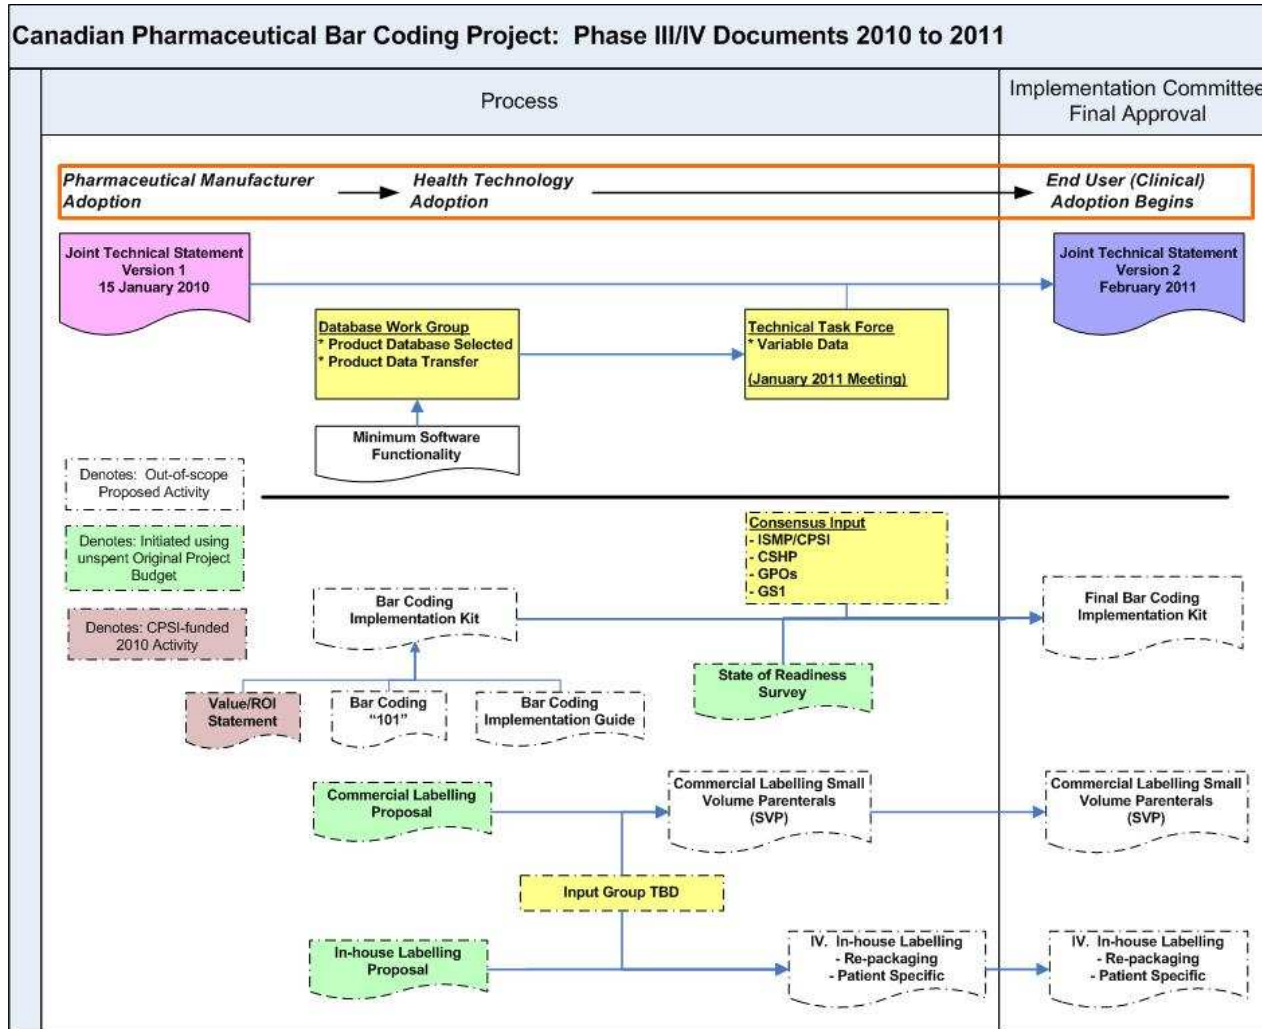 Canadian Pharmaceutical Bar Coding Project:  Phase III/IV Documents 2010 to 2011
Process
Implementation Committee
Final Approval
Pharmaceutical Manufacturer
Adoption
Health Technology
Adoption
End User (Clinical)
Adoption Begins
Joint Technical Statement
Version 1
15 January 2010
Joint Technical Statement
Version 2
February 2011
Database Work Group
* Product Database Selected
* Product Data Transfer
Technical Task Force
* Variable Data
(January 2011 Meeting)
Minimum Software
Functionality
Denotes:  Out-of-scope
Proposed Activity
Denotes: Initiated using
unspent Original Project
Budget
Denotes: CPSI-funded
2010 Activity
Consensus Input
- ISMP/CPSI
- CSHP
- GPOs
- GS1
Bar Coding
Implementation Kit
Final Bar Coding
Implementation Kit
State of Readiness
Survey
Value/ROI
Statement
Bar Coding
“101”
Bar Coding
Implementation Guide
Commercial Labelling
Proposal
Commercial Labelling Small
Volume Parenterals
(SVP)
Commercial Labelling Small
Volume Parenterals
(SVP)
Input Group TBD
In-house Labelling
Proposal
IV.  In-house Labelling
- Re-packaging
- Patient Specific
IV.  In-house Labelling
- Re-packaging
- Patient Specific